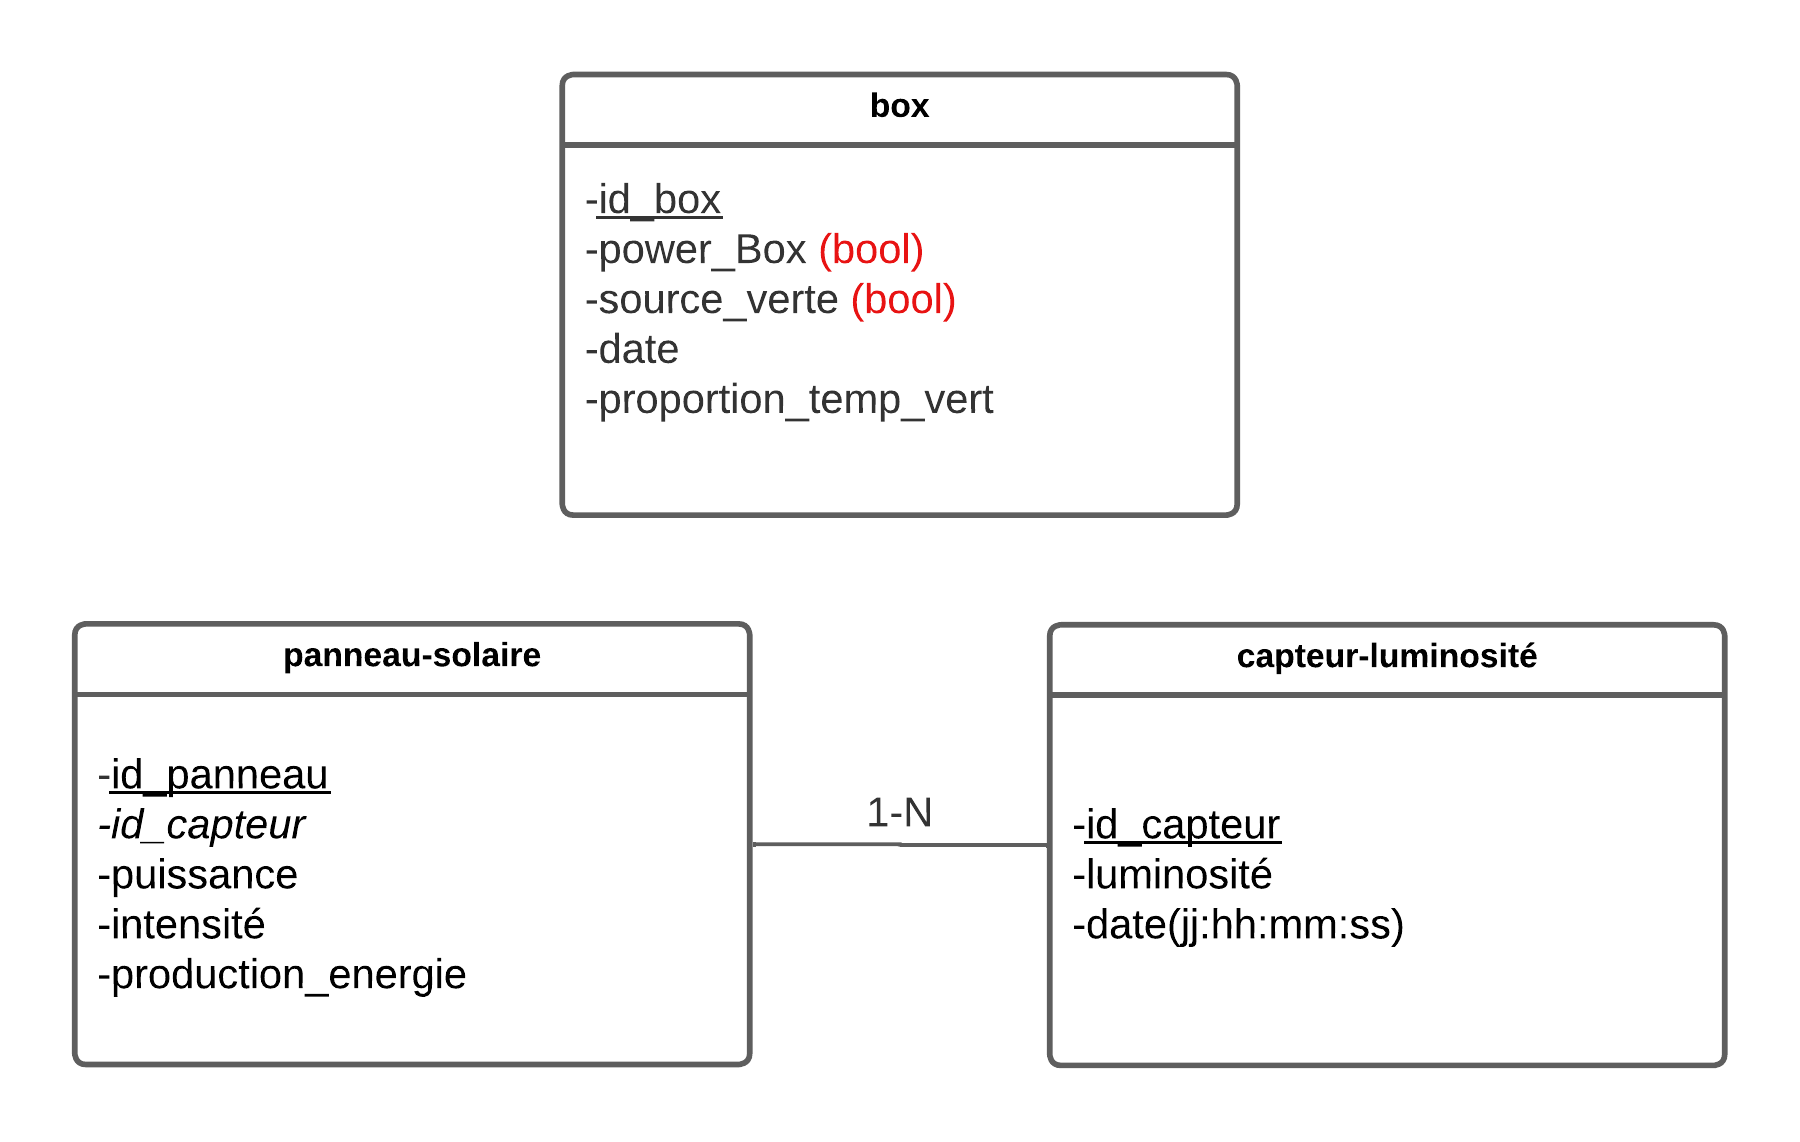 box
-id_box
-power_Box (bool)
-source_verte (bool)
-date
-proportion_temp_vert
panneau-solaire
-id_panneau
-id_capteur
-puissance
-intensité
-production_energie
1-N
capteur-luminosité
-id_capteur
-luminosité
-date(jj:hh:mm:ss)